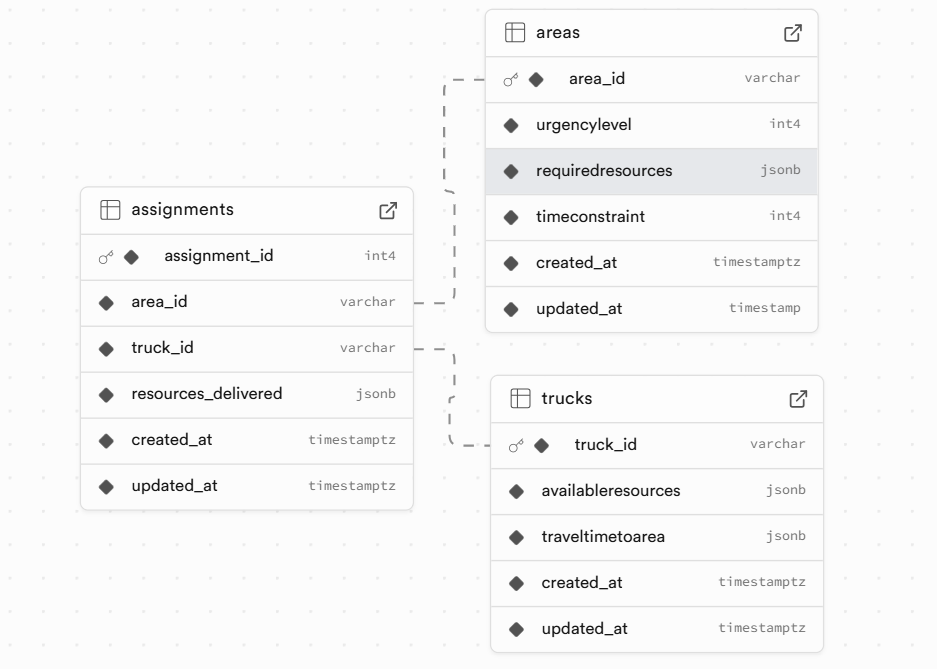 areas
area_id varchar
urgencylevel int4
requiredresources jsonb
timeconstraint int4
created_at timestamptz
updated_at timestamp
assignments
assignment_id int4
area_id varchar
truck_id varchar
resources_delivered jsonb
created_at timestamptz
updated_at timestamptz
trucks
truck_id varchar
availableresources jsonb
traveltimetoarea jsonb
created_at timestamptz
updated_at timestamptz